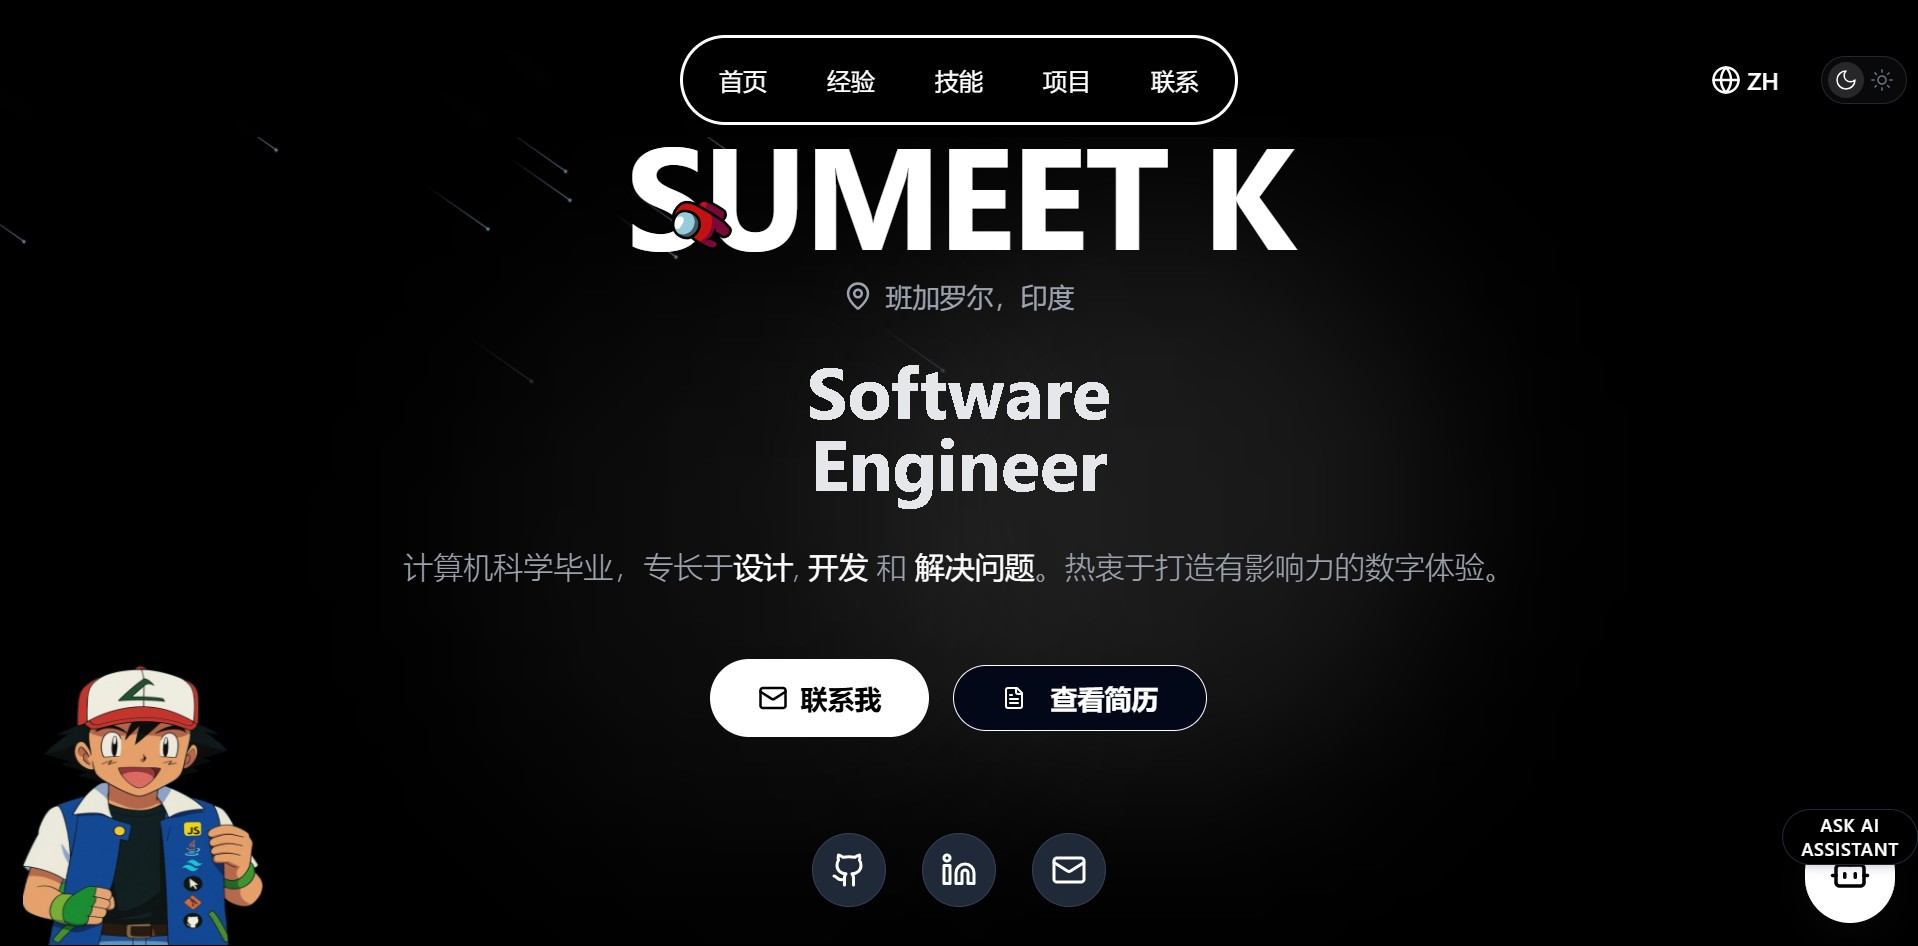 首页 经验 技能 项目 联系
ZH
SUMEET K
班加罗尔，印度
Software
Engineer
计算机科学毕业，专长于设计, 开发 和 解决问题。热衷于打造有影响力的数字体验。
联系我
查看简历
JS
ASK AI
ASSISTANT